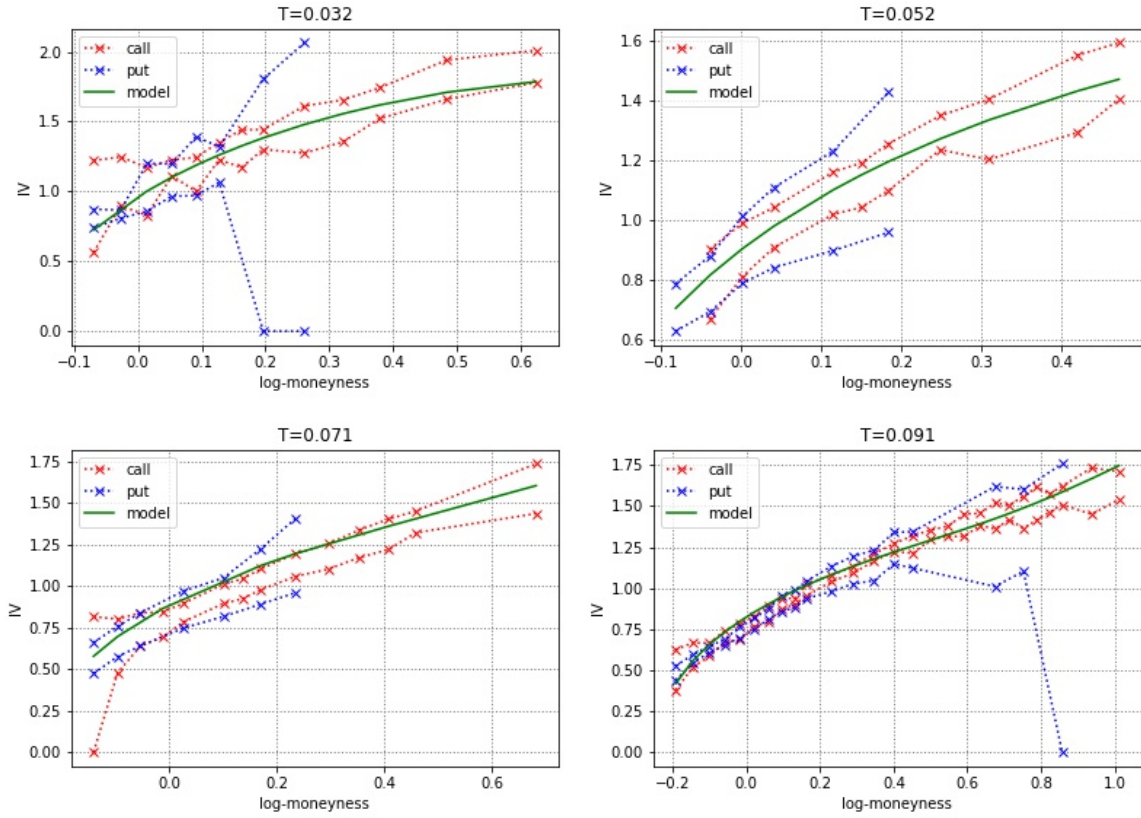 T=0.032
2.0
1.5
1.0
0.5
0.0
IV
call
put
model
−0.1 0.0 0.1 0.2 0.3 0.4 0.5 0.6
log-moneyness
T=0.052
1.6
1.4
1.2
1.0
0.8
0.6
IV
call
put
model
−0.1 0.0 0.1 0.2 0.3 0.4
log-moneyness
T=0.071
1.75
1.50
1.25
1.00
0.75
0.50
0.25
0.00
IV
call
put
model
0.0 0.2 0.4 0.6
log-moneyness
T=0.091
1.75
1.50
1.25
1.00
0.75
0.50
0.25
0.00
IV
call
put
model
−0.2 0.0 0.2 0.4 0.6 0.8 1.0
log-moneyness